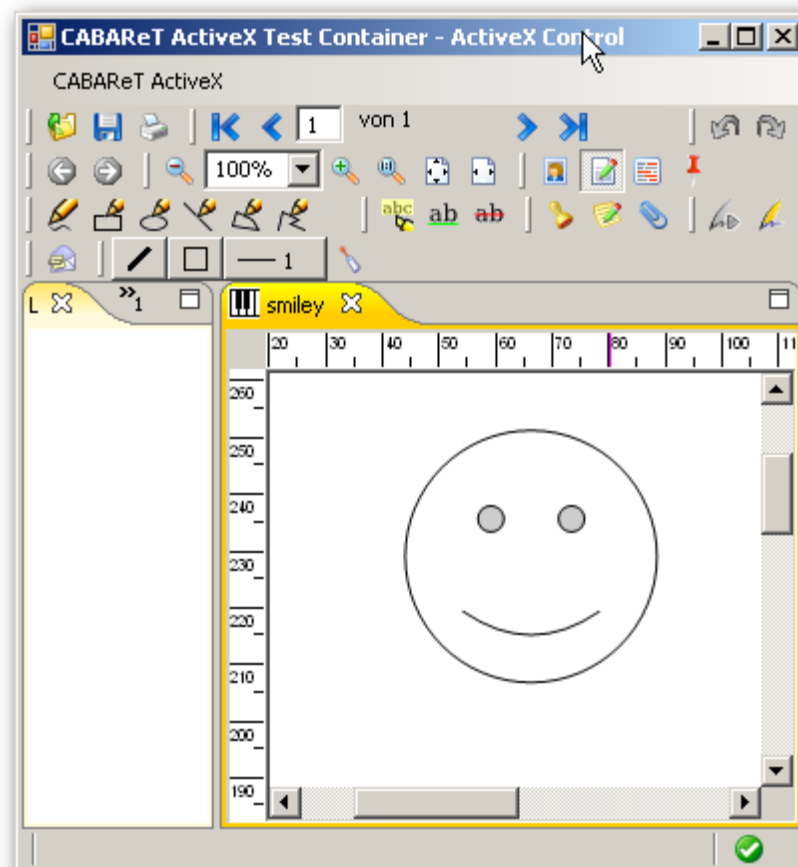 CABAReT ActiveX Test Container - ActiveX Control
CABAReT ActiveX
1 von 1
100%
abc ab ab
1
L »1 smiley
20 30 40 50 60 70 80 90 100 11
260
250
240
230
220
210
200
190